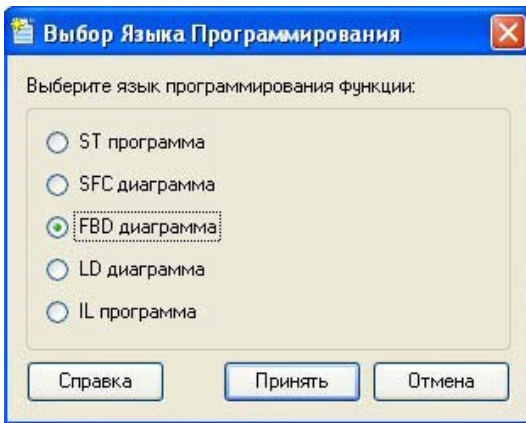 Выбор Языка Программирования
Выберите язык программирования функции:
ST программа
SFC диаграмма
FBD диаграмма
LD диаграмма
IL программа
Справка Принять Отмена